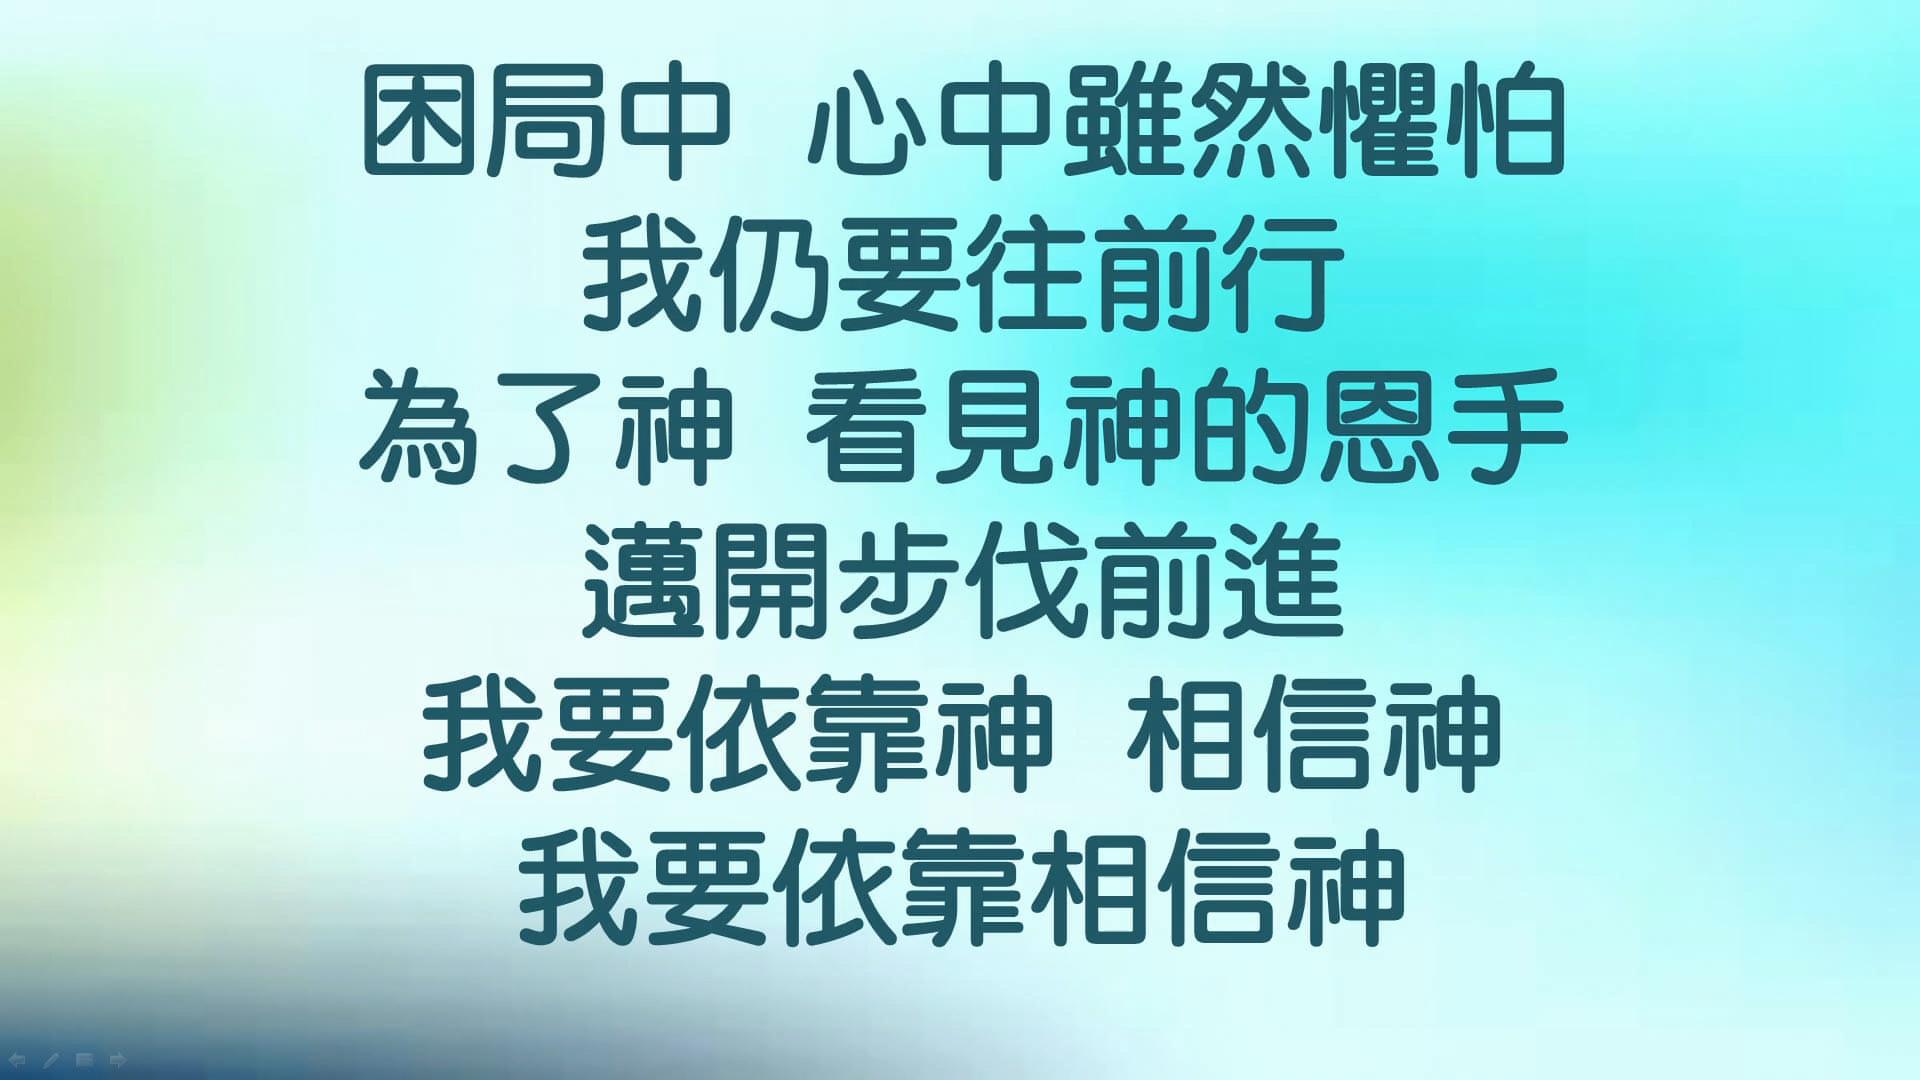 困局中 心中雖然懼怕
我仍要往前行
為了神 看見神的恩手
邁開步伐前進
我要依靠神 相信神
我要依靠相信神